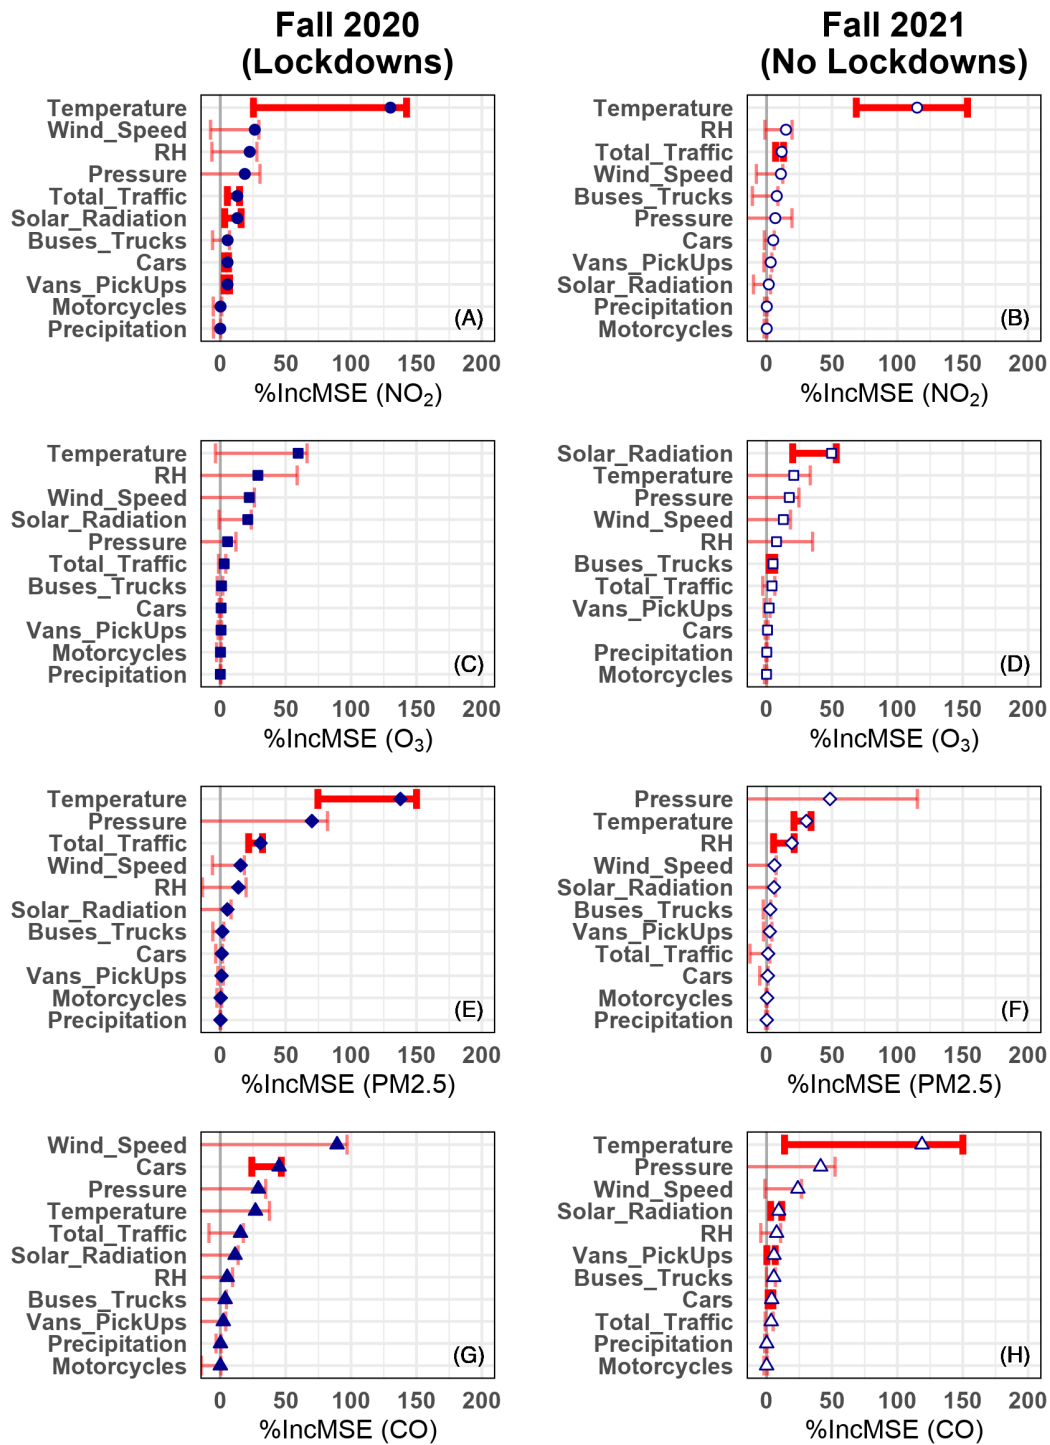 Fall 2020
(Lockdowns)
Fall 2021
(No Lockdowns)
Temperature
Wind_Speed
RH
Pressure
Total_Traffic
Solar_Radiation
Buses_Trucks
Cars
Vans_PickUps
Motorcycles
Precipitation
(A)
0 50 100 150 200
%IncMSE (NO₂)
Temperature
RH
Total_Traffic
Wind_Speed
Buses_Trucks
Pressure
Cars
Vans_PickUps
Solar_Radiation
Precipitation
Motorcycles
(B)
0 50 100 150 200
%IncMSE (NO₂)
Temperature
RH
Wind_Speed
Solar_Radiation
Pressure
Total_Traffic
Buses_Trucks
Cars
Vans_PickUps
Motorcycles
Precipitation
(C)
0 50 100 150 200
%IncMSE (O₃)
Solar_Radiation
Temperature
Pressure
Wind_Speed
RH
Buses_Trucks
Total_Traffic
Vans_PickUps
Cars
Precipitation
Motorcycles
(D)
0 50 100 150 200
%IncMSE (O₃)
Temperature
Pressure
Total_Traffic
Wind_Speed
RH
Solar_Radiation
Buses_Trucks
Cars
Vans_PickUps
Motorcycles
Precipitation
(E)
0 50 100 150 200
%IncMSE (PM2.5)
Pressure
Temperature
RH
Wind_Speed
Solar_Radiation
Buses_Trucks
Vans_PickUps
Total_Traffic
Cars
Motorcycles
Precipitation
(F)
0 50 100 150 200
%IncMSE (PM2.5)
Wind_Speed
Cars
Pressure
Temperature
Total_Traffic
Solar_Radiation
RH
Buses_Trucks
Vans_PickUps
Precipitation
Motorcycles
(G)
0 50 100 150 200
%IncMSE (CO)
Temperature
Pressure
Wind_Speed
Solar_Radiation
RH
Vans_PickUps
Buses_Trucks
Cars
Total_Traffic
Precipitation
Motorcycles
(H)
0 50 100 150 200
%IncMSE (CO)